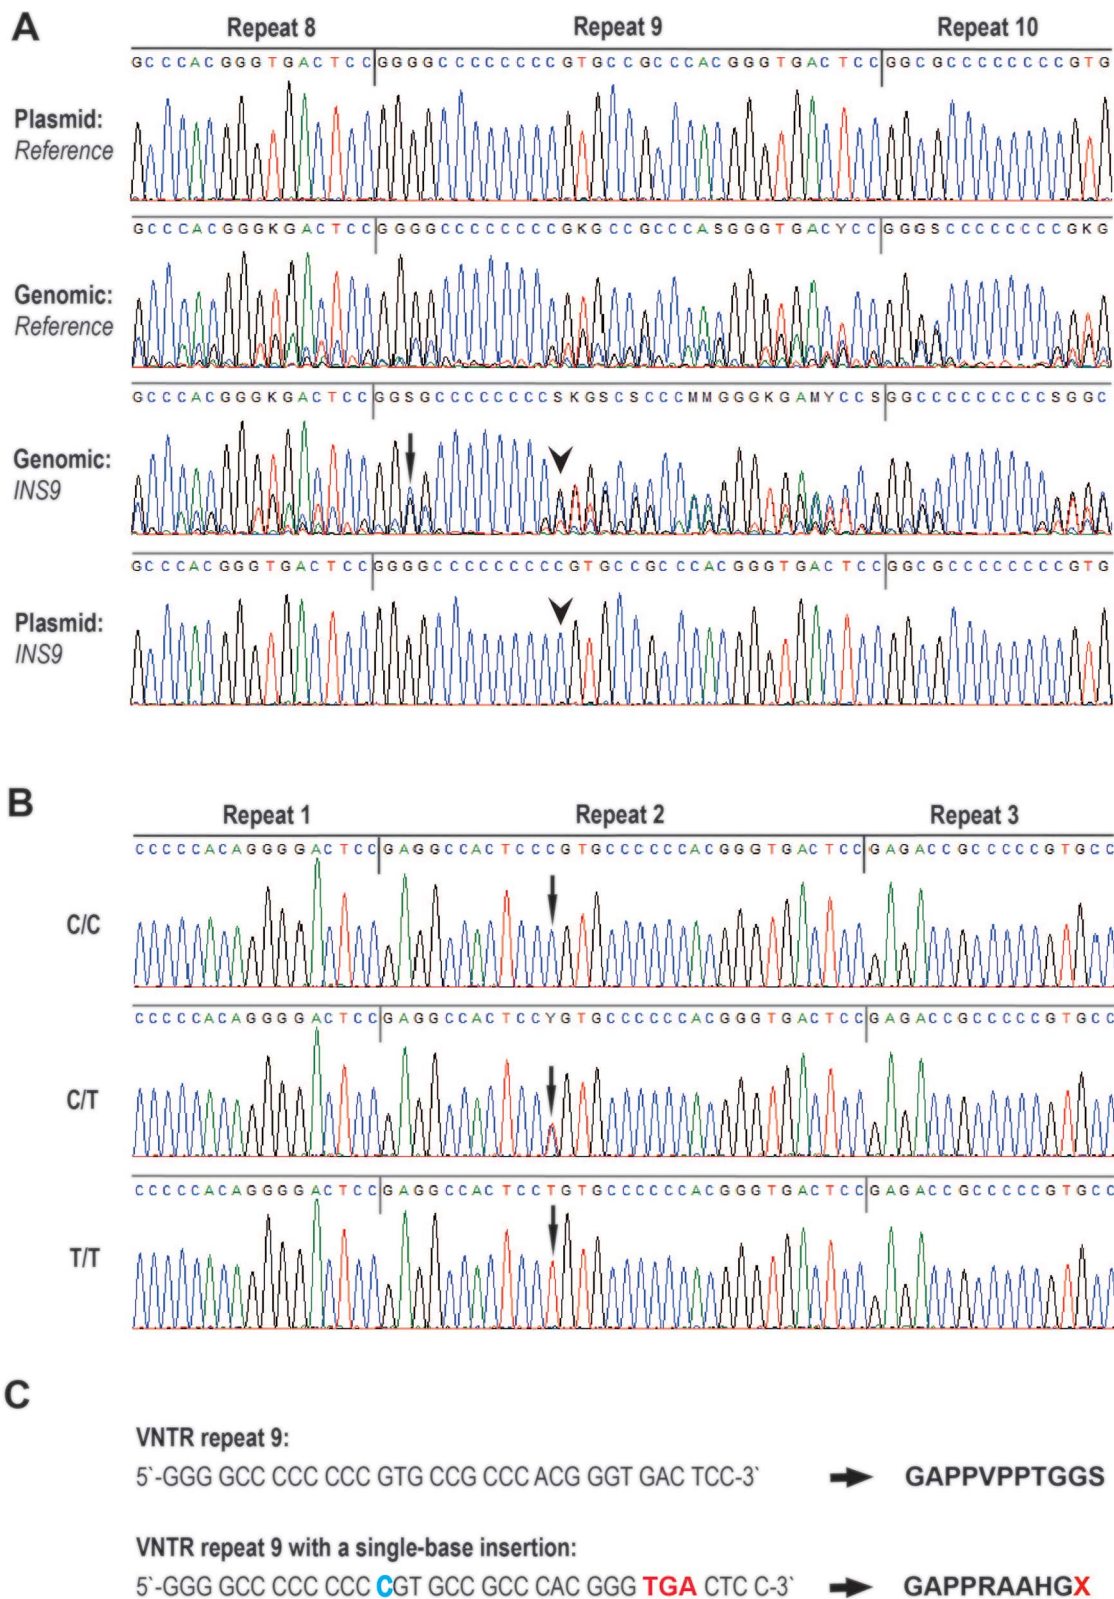 A
Repeat 8 Repeat 9 Repeat 10
GCCCACGGGTGACTCC GGGGCCCCCCCCGTGCCGCCCACGGGTGACTCC GGCGCCCCCCCCGTG
Plasmid:
Reference
GCCCACGGGKGACTCC GGGGCCCCCCCCGKGCCGCCCASGGGTGACYCC GGGSCCCCCCCCGKG
Genomic:
Reference
GCCCACGGGKGACTCC GGSGCCCCCCCCSKGSCSCCCMMGGGKGAMYCCS GGCCCCCCCCCSGGC
Genomic:
INS9
GCCCACGGGTGACTCC GGGGCCCCCCCCCGTGCCGCCCACGGGTGACTCC GGCGCCCCCCCCGTG
Plasmid:
INS9
B
Repeat 1 Repeat 2 Repeat 3
CCCCCACAGGGGACTCC GAGGCCACTCCCGTGCCCCCCACGGGTGACTCC GAGACCGCCCCCGTGCC
C/C
CCCCCACAGGGGACTCC GAGGCCACTCCYGTGCCCCCCACGGGTGACTCC GAGACCGCCCCCGTGCC
C/T
CCCCCACAGGGGACTCC GAGGCCACTCCTGTGCCCCCCACGGGTGACTCC GAGACCGCCCCCGTGCC
T/T
C
VNTR repeat 9:
5`-GGG GCC CCC CCC GTG CCG CCC ACG GGT GAC TCC-3` GAPPVPPTGGS
VNTR repeat 9 with a single-base insertion:
5`-GGG GCC CCC CCC CGT GCC GCC CAC GGG TGA CTC C-3` GAPPRAAHGX